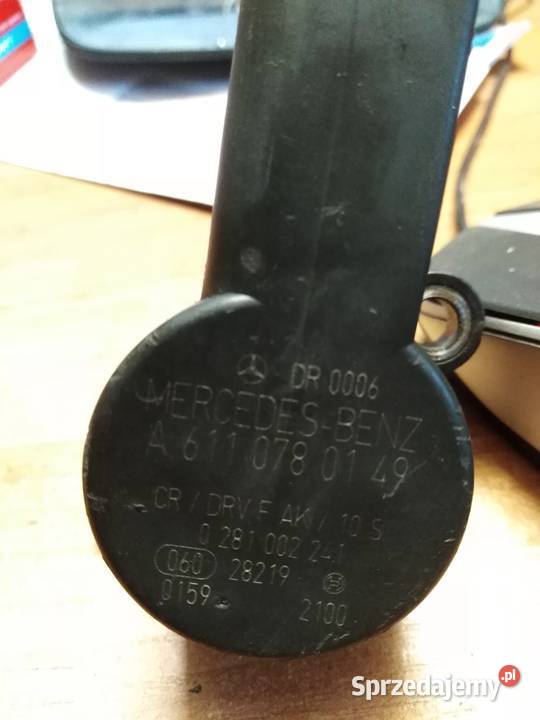 DR 0006
MERCEDES-BENZ
A 611 078 01 49
CR / DRV F AK / 10 S
0 281 002 241
060 28219
0159 2100
Sprzedajemy.pl